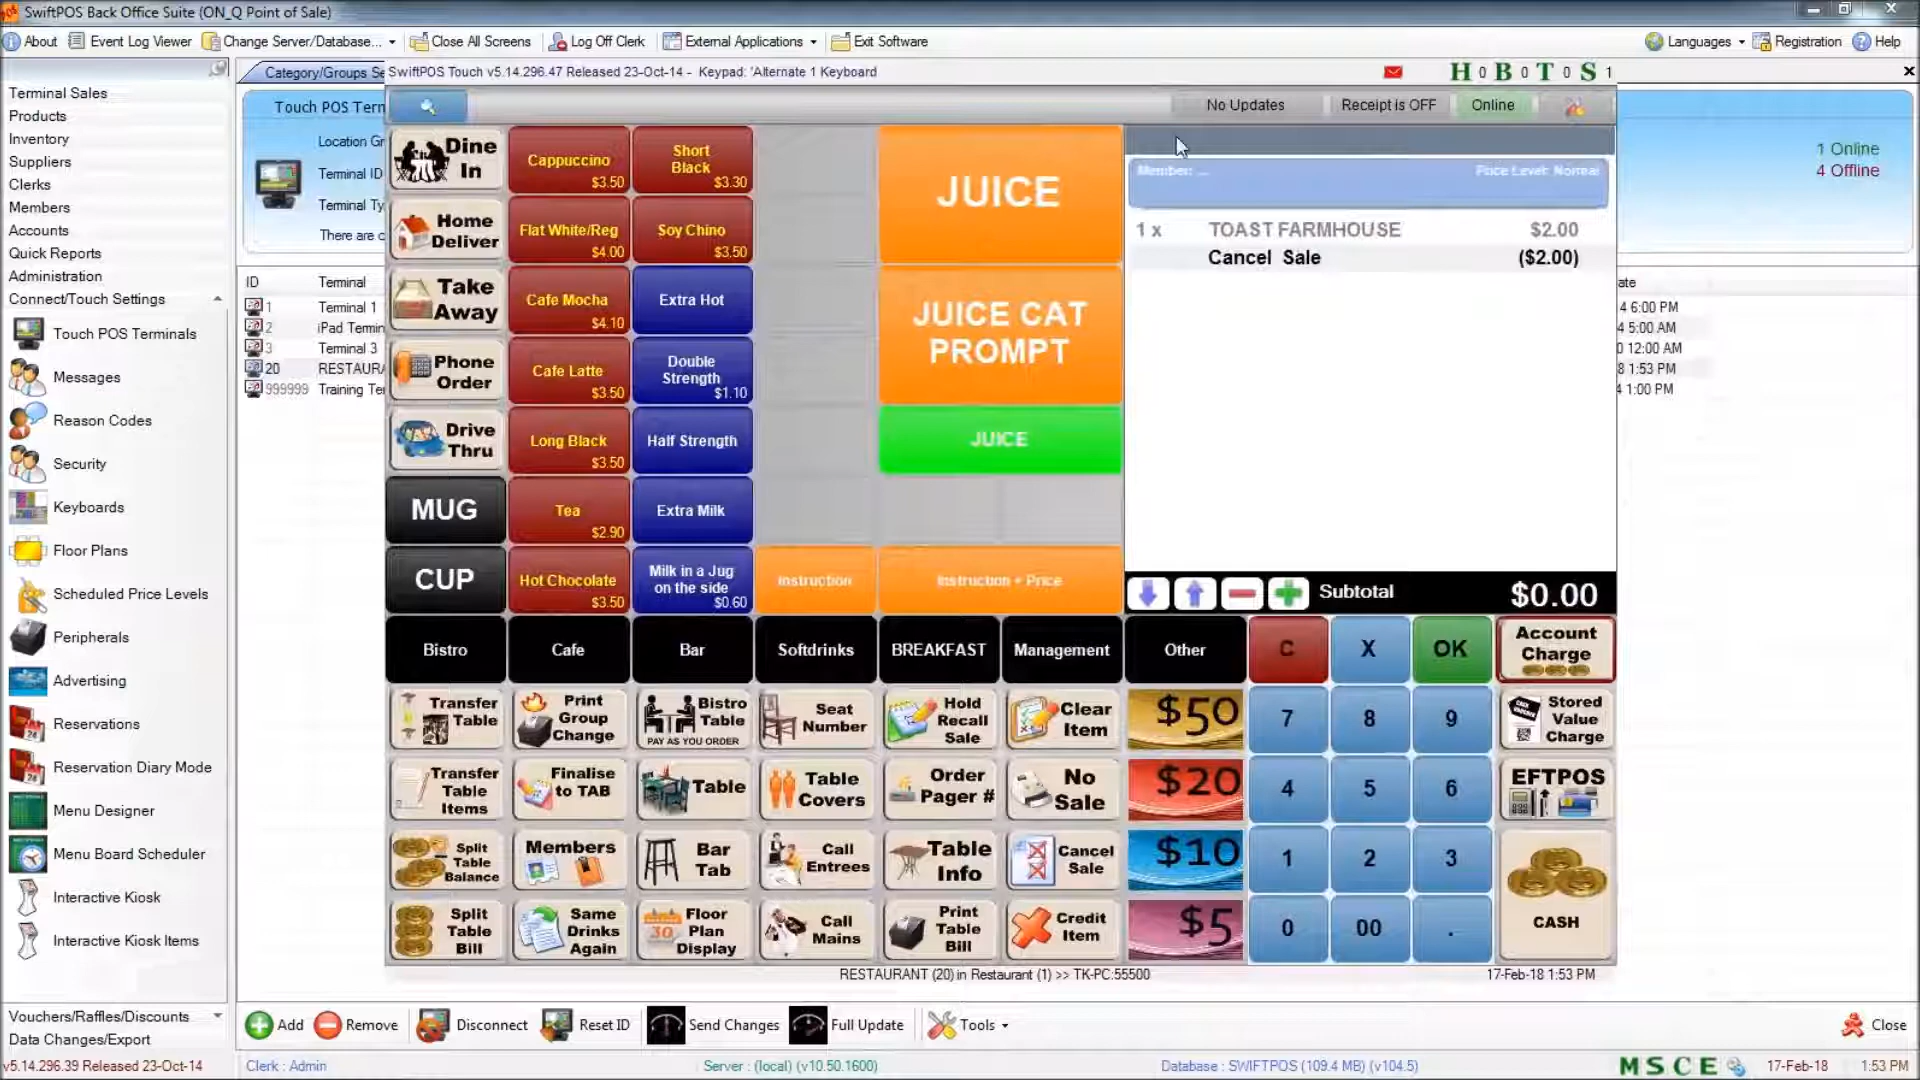 SwiftPOS Back Office Suite (ON_Q Point of Sale)
About
Event Log Viewer
Change Server/Database...
Close All Screens
Log Off Clerk
External Applications
Exit Software
Languages
Registration
Help
Terminal Sales
Products
Inventory
Suppliers
Clerks
Members
Accounts
Quick Reports
Administration
Connect/Touch Settings
Touch POS Terminals
Messages
Reason Codes
Security
Keyboards
Floor Plans
Scheduled Price Levels
Peripherals
Advertising
Reservations
Reservation Diary Mode
Menu Designer
Menu Board Scheduler
Interactive Kiosk
Interactive Kiosk Items
Vouchers/Raffles/Discounts
Data Changes/Export
Category/Groups Se
Touch POS Term
Location Gr
Terminal ID
Terminal Ty
There are c
1 Online
4 Offline
ID Terminal
1 Terminal 1
2 iPad Termin
3 Terminal 3
20 RESTAURA
999999 Training Te
ate
4 6:00 PM
4 5:00 AM
0 12:00 AM
8 1:53 PM
4 1:00 PM
SwiftPOS Touch v5.14.296.47 Released 23-Oct-14 - Keypad: 'Alternate 1 Keyboard
H 0 B 0 T 0 S 1
No Updates
Receipt is OFF
Online
Dine In
Cappuccino $3.50
Short Black $3.30
JUICE
Home Deliver
Flat White/Reg $4.00
Soy Chino $3.50
Take Away
Cafe Mocha $4.10
Extra Hot
JUICE CAT PROMPT
Phone Order
Cafe Latte $3.50
Double Strength $1.10
Drive Thru
Long Black $3.50
Half Strength
JUICE
MUG
Tea $2.90
Extra Milk
CUP
Hot Chocolate $3.50
Milk in a Jug on the side $0.60
Instruction
Instruction + Price
Member: ...
Price Level: Normal
1 x TOAST FARMHOUSE $2.00
Cancel Sale ($2.00)
Subtotal $0.00
Bistro
Cafe
Bar
Softdrinks
BREAKFAST
Management
Other
C
X
OK
Account Charge
Transfer Table
Print Group Change
Bistro Table PAY AS YOU ORDER
Seat Number
Hold Recall Sale
Clear Item
$50
7
8
9
Stored Value Charge
Transfer Table Items
Finalise to TAB
Table
Table Covers
Order Pager #
No Sale
$20
4
5
6
EFTPOS
Split Table Balance
Members
Bar Tab
Call Entrees
Table Info
Cancel Sale
$10
1
2
3
CASH
Split Table Bill
Same Drinks Again
30
Floor Plan Display
Call Mains
Print Table Bill
Credit Item
$5
0
00
.
RESTAURANT (20) in Restaurant (1) >> TK-PC:55500
17-Feb-18 1:53 PM
Add
Remove
Disconnect
Reset ID
Send Changes
Full Update
Tools
Close
v5.14.296.39 Released 23-Oct-14
Clerk : Admin
Server : (local) (v10.50.1600)
Database : SWIFTPOS (109.4 MB) (v104.5)
M S C E
17-Feb-18
1:53 PM